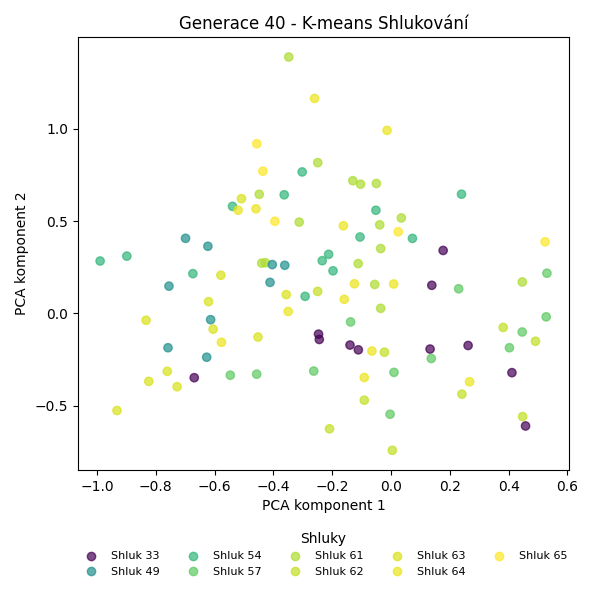 Generace 40 - K-means Shlukování
PCA komponent 2
1.0
0.5
0.0
−0.5
−1.0 −0.8 −0.6 −0.4 −0.2 0.0 0.2 0.4 0.6
PCA komponent 1
Shluky
Shluk 33 Shluk 54 Shluk 61 Shluk 63 Shluk 65
Shluk 49 Shluk 57 Shluk 62 Shluk 64